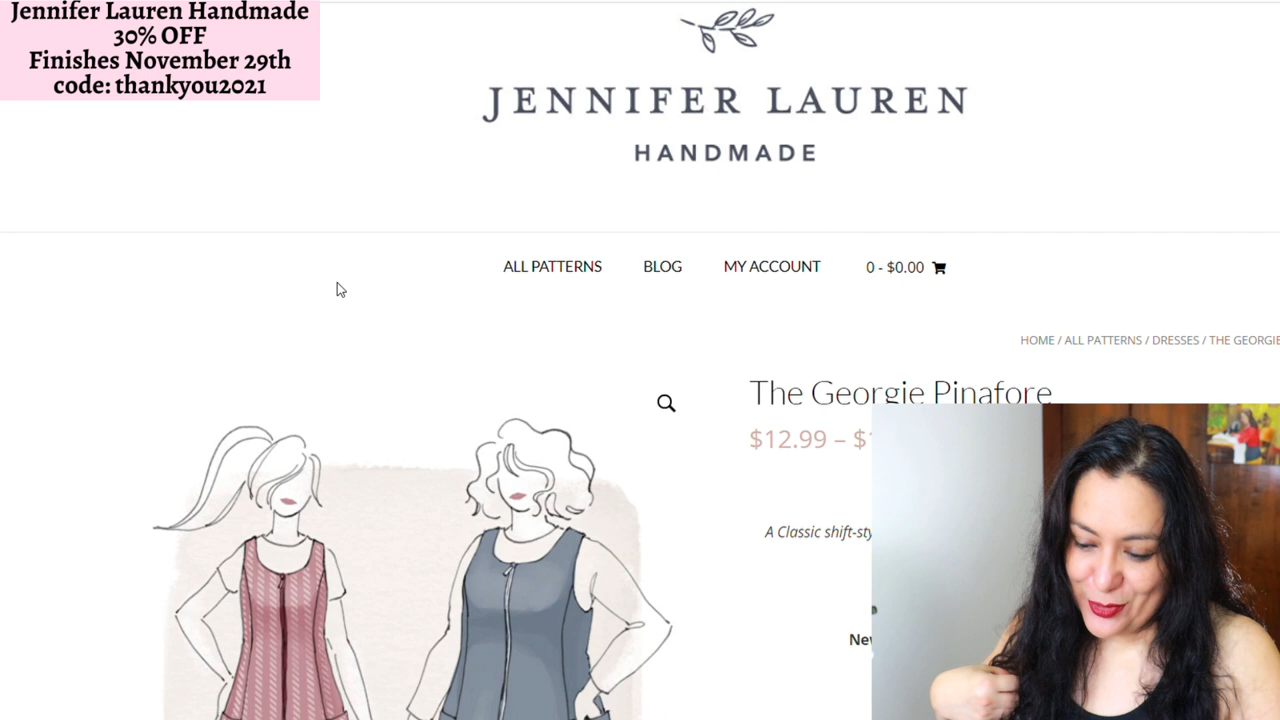 Jennifer Lauren Handmade
30% OFF
Finishes November 29th
code: thankyou2021
JENNIFER LAUREN
HANDMADE
ALL PATTERNS
BLOG
MY ACCOUNT
0 - $0.00
HOME / ALL PATTERNS / DRESSES / THE GEORGIE
The Georgie Pinafore
$12.99 – $
A Classic shift-sty